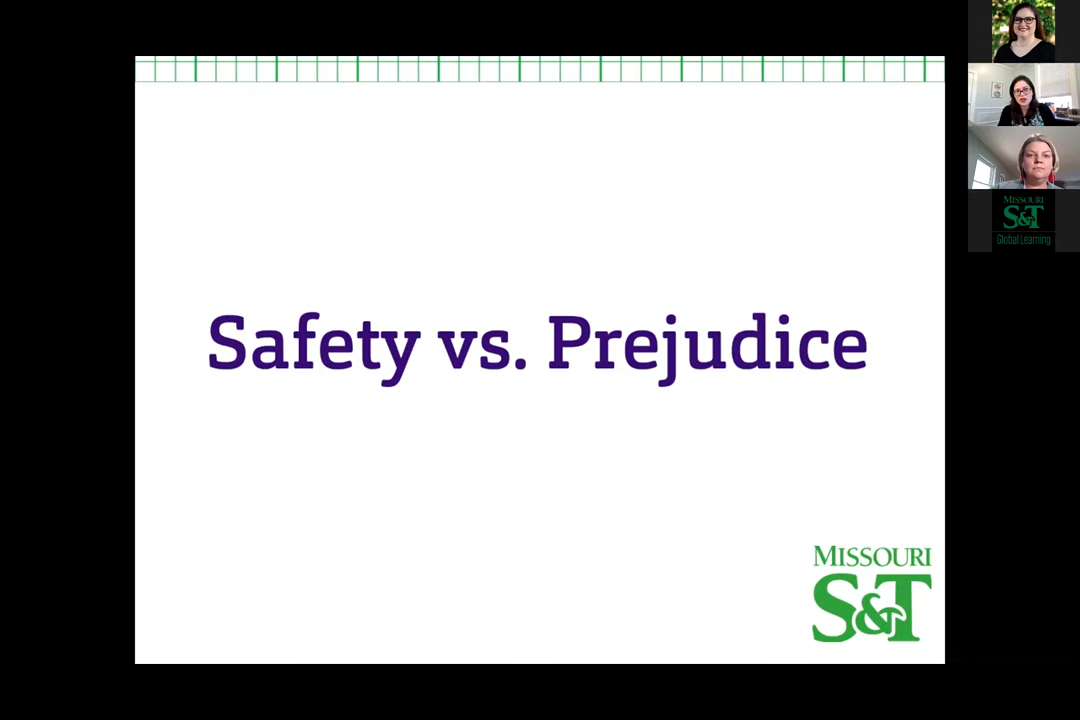 Safety vs. Prejudice
MISSOURI
S&T
MISSOURI
S&T
Global Learning